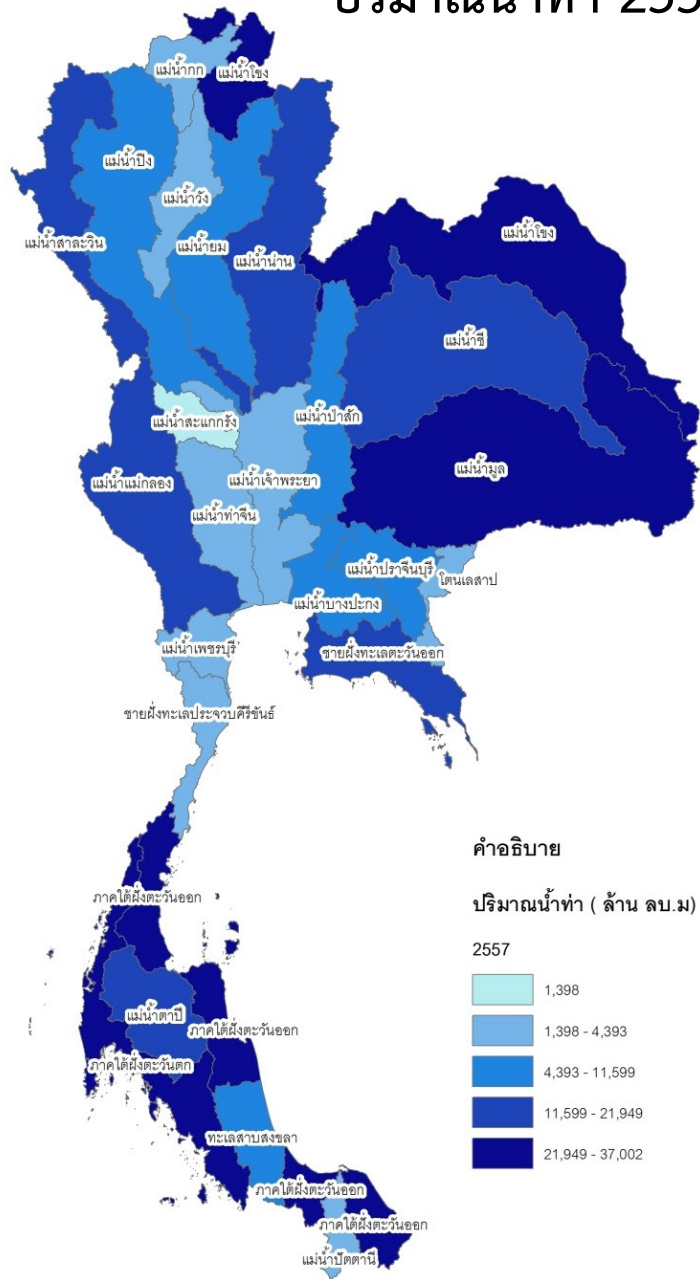 ปริมาณน้ำท่า 255
แม่น้ำกก
แม่น้ำโขง
แม่น้ำปิง
แม่น้ำวัง
แม่น้ำสาละวิน
แม่น้ำยม
แม่น้ำน่าน
แม่น้ำโขง
แม่น้ำชี
แม่น้ำสะแกกรัง
แม่น้ำป่าสัก
แม่น้ำมูล
แม่น้ำแม่กลอง
แม่น้ำเจ้าพระยา
แม่น้ำท่าจีน
แม่น้ำปราจีนบุรี
โตนเลสาป
แม่น้ำบางปะกง
แม่น้ำเพชรบุรี
ชายฝั่งทะเลตะวันออก
ชายฝั่งทะเลประจวบคีรีขันธ์
ภาคใต้ฝั่งตะวันออก
แม่น้ำตาปี
ภาคใต้ฝั่งตะวันออก
ภาคใต้ฝั่งตะวันตก
ทะเลสาบสงขลา
ภาคใต้ฝั่งตะวันออก
ภาคใต้ฝั่งตะวันออก
แม่น้ำปัตตานี
คำอธิบาย
ปริมาณน้ำท่า ( ล้าน ลบ.ม)
2557
1,398
1,398 - 4,393
4,393 - 11,599
11,599 - 21,949
21,949 - 37,002